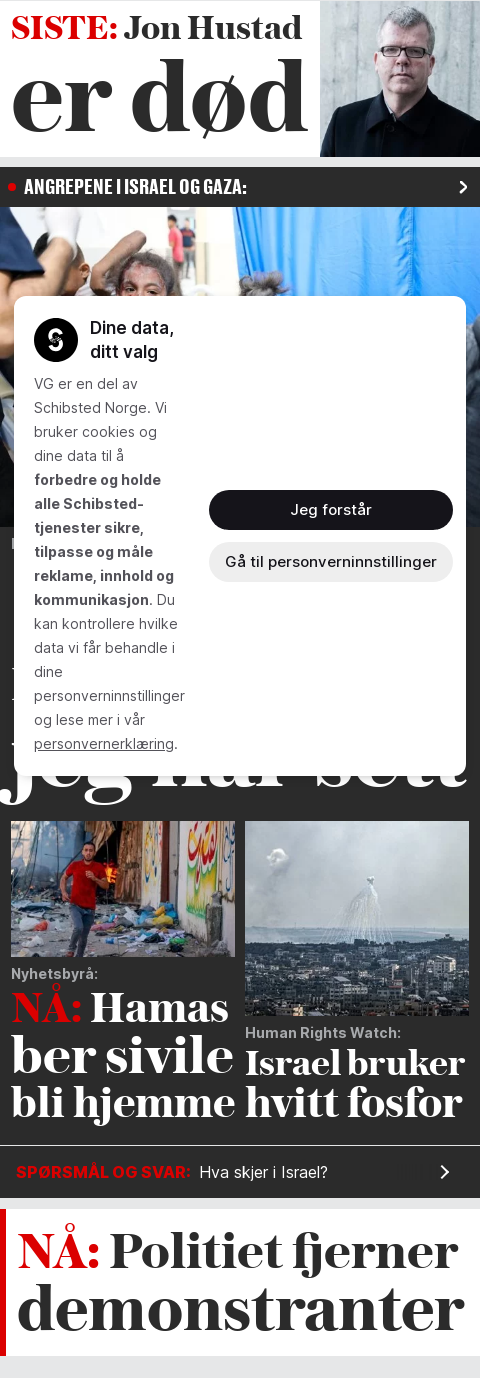 SISTE: Jon Hustad
er død
ANGREPENE I ISRAEL OG GAZA:
Dine data,
ditt valg
VG er en del av
Schibsted Norge. Vi
bruker cookies og
dine data til å
forbedre og holde
alle Schibsted-
tjenester sikre,
tilpasse og måle
reklame, innhold og
kommunikasjon. Du
kan kontrollere hvilke
data vi får behandle i
dine
personverninnstillinger
og lese mer i vår
personvernerklæring.
Jeg forstår
Gå til personverninnstillinger
jeg har sett
Nyhetsbyrå:
NÅ: Hamas
ber sivile
bli hjemme
Human Rights Watch:
Israel bruker
hvitt fosfor
SPØRSMÅL OG SVAR: Hva skjer i Israel?
NÅ: Politiet fjerner
demonstranter